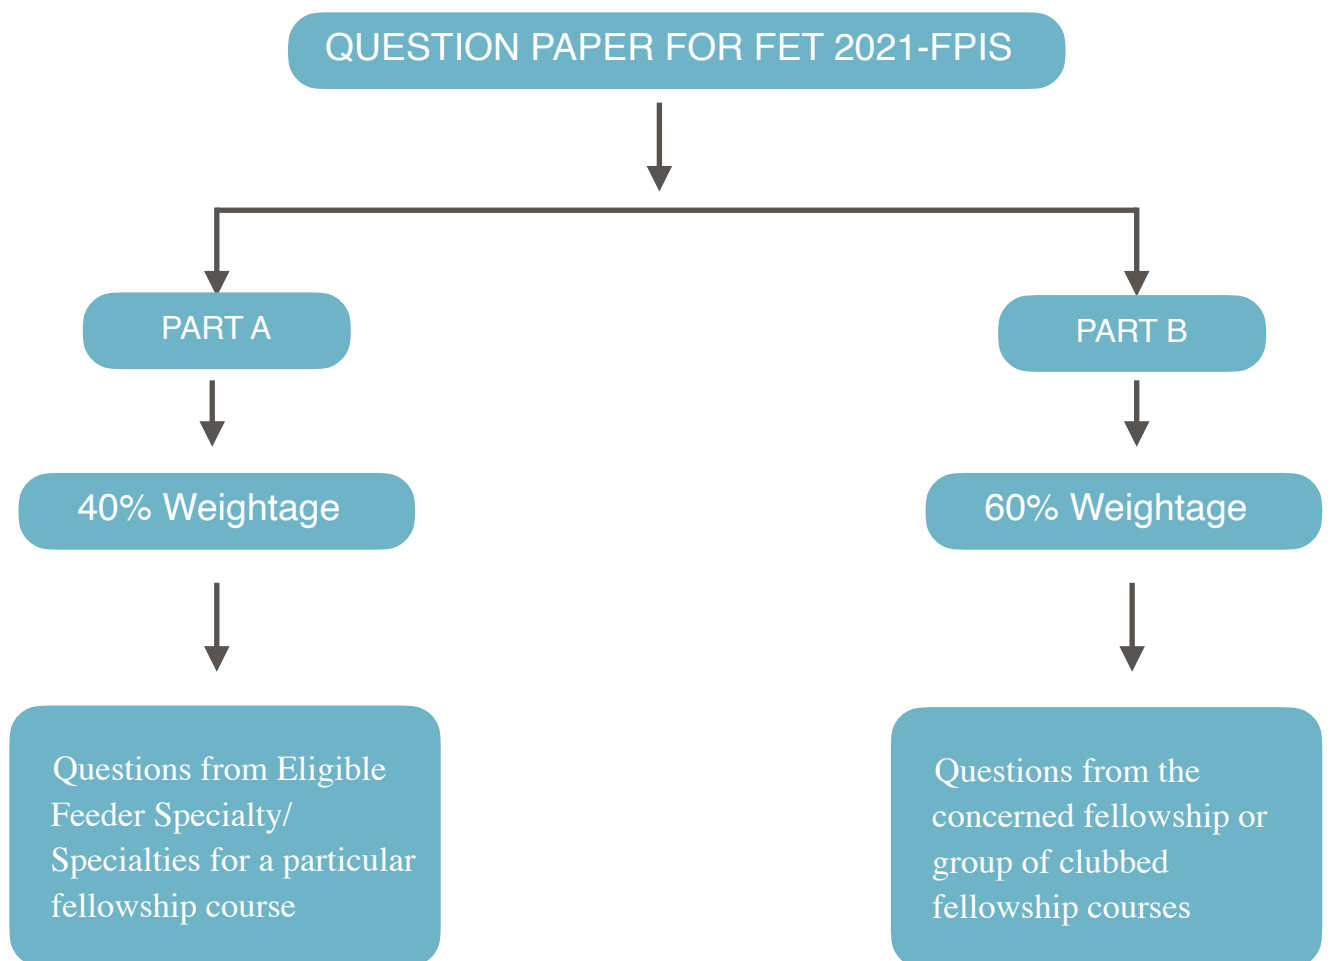 QUESTION PAPER FOR FET 2021-FPIS
PART A
PART B
40% Weightage
60% Weightage
Questions from Eligible
Feeder Specialty/
Specialties for a particular
fellowship course
Questions from the
concerned fellowship or
group of clubbed
fellowship courses